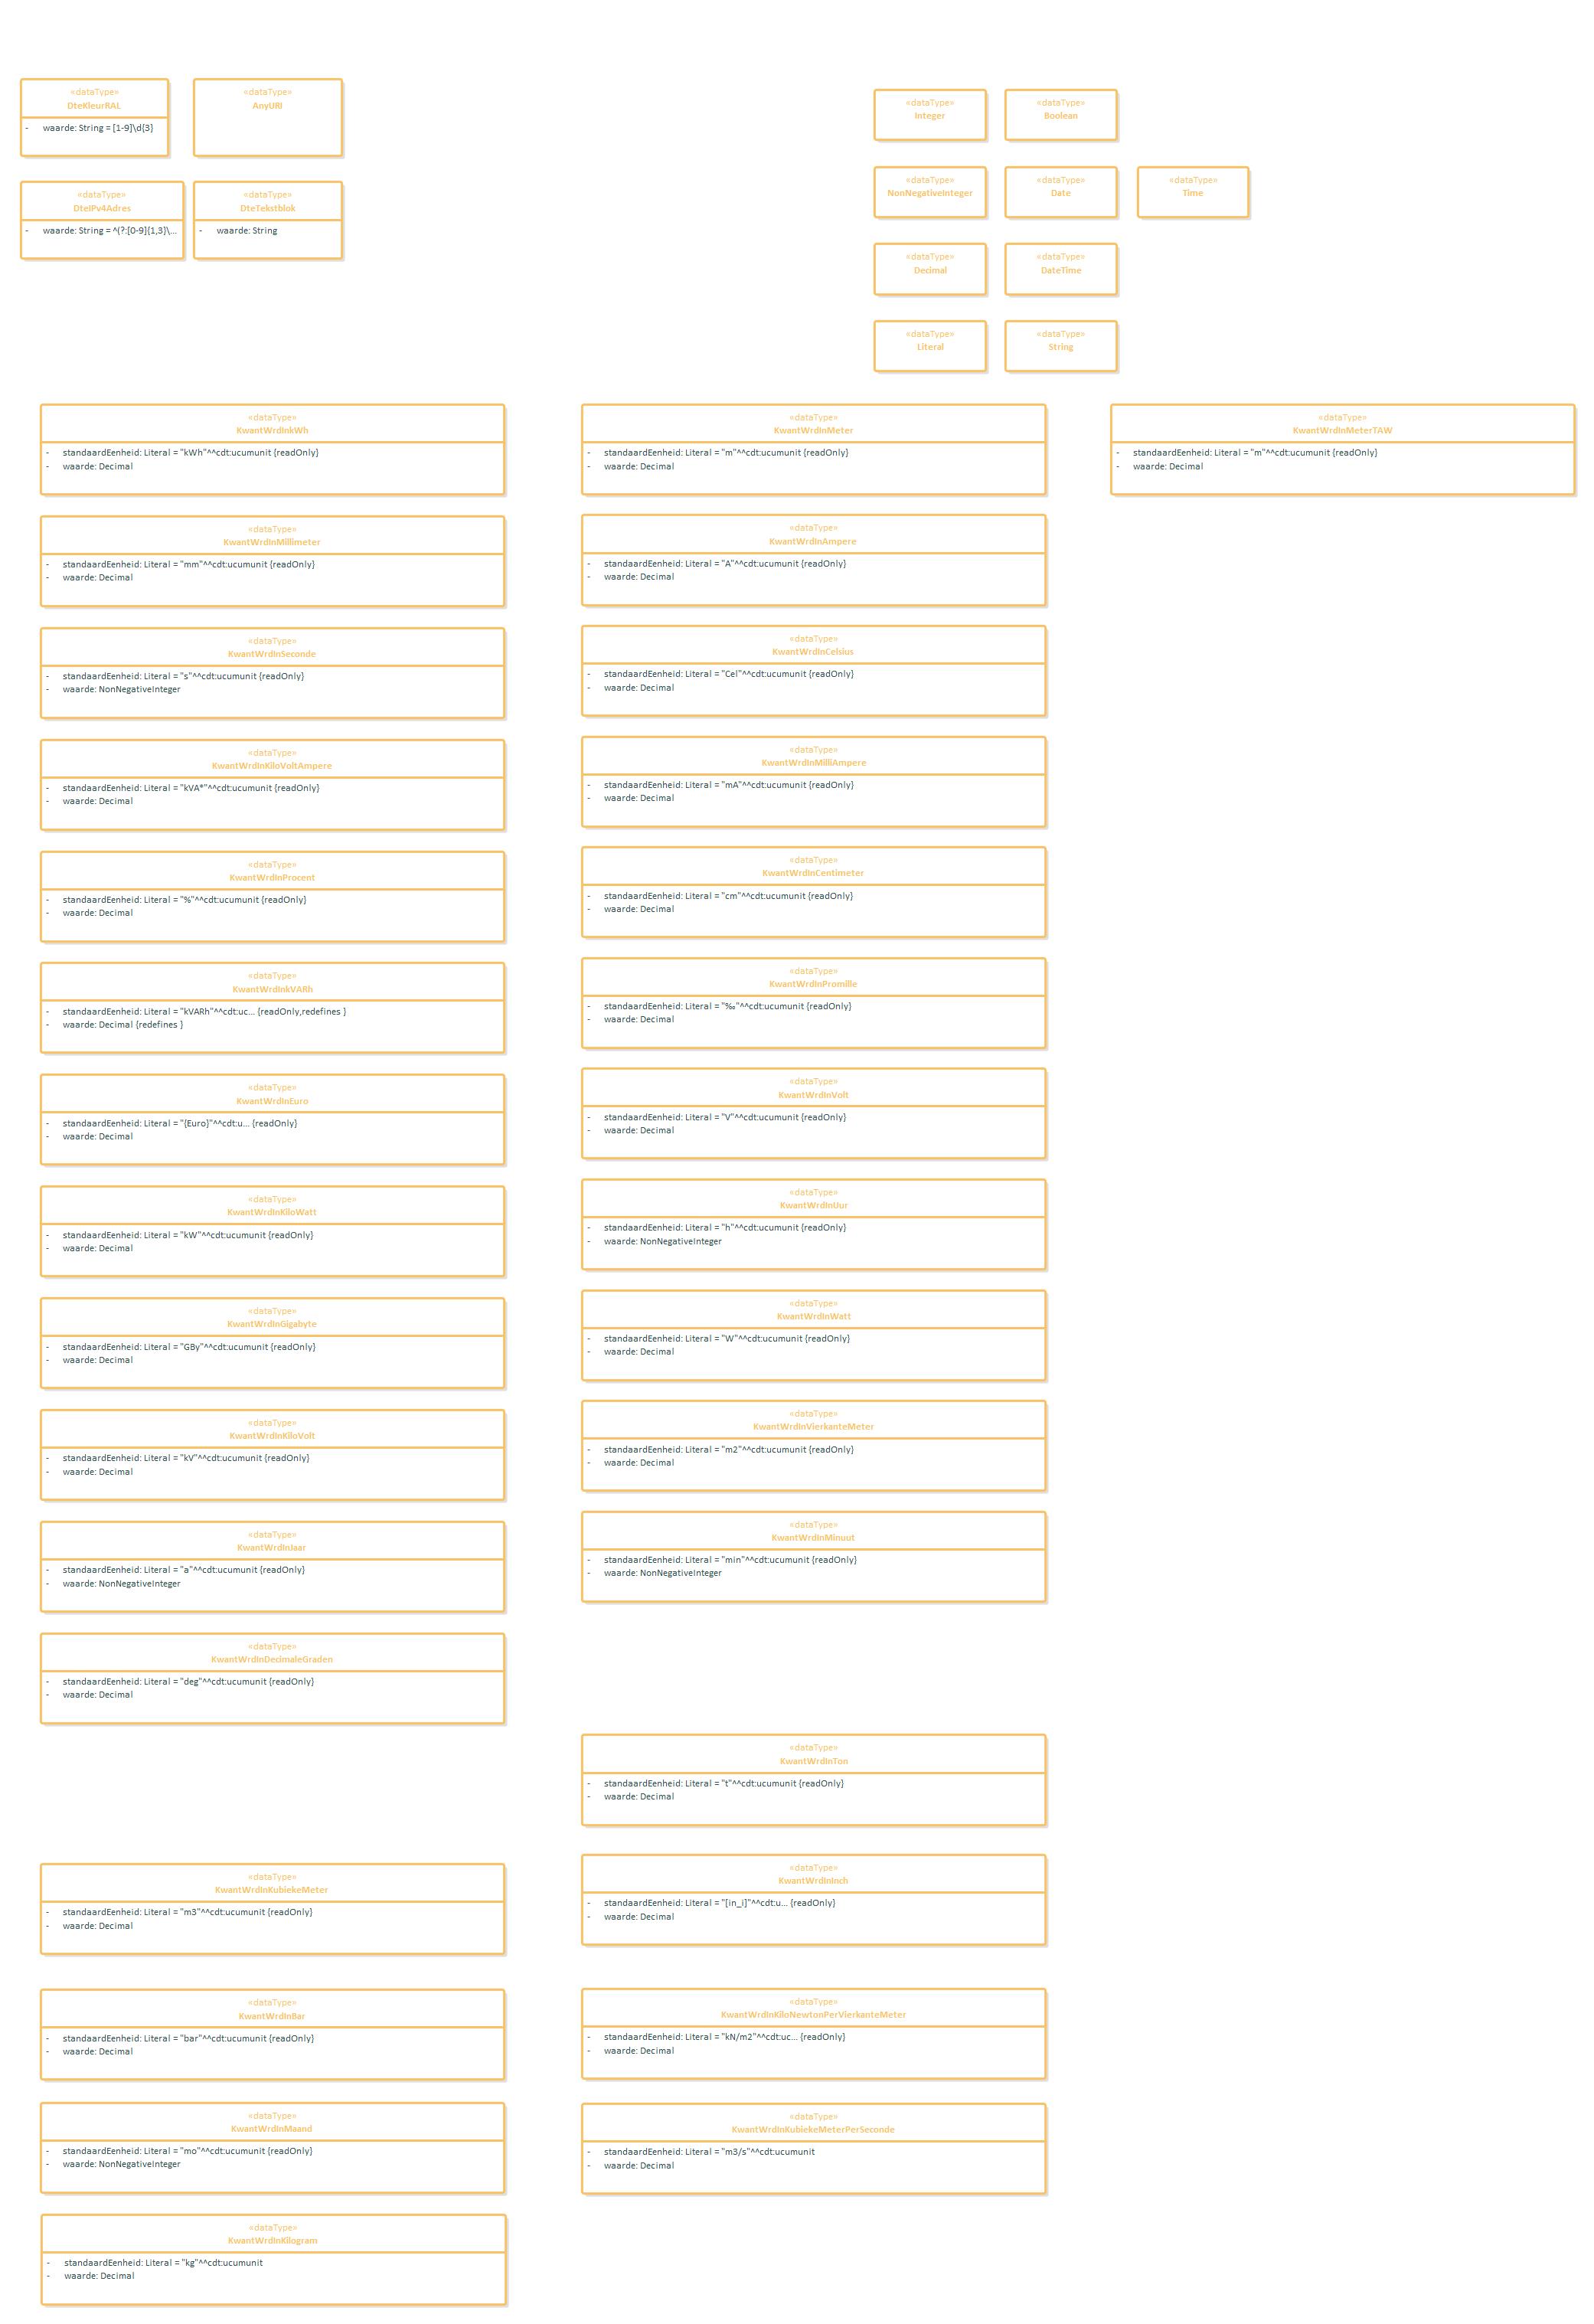 «dataType»
DteKleurRAL
- waarde: String = [1-9]\d{3}
«dataType»
AnyURI
«dataType»
DteIPv4Adres
- waarde: String = ^(?:[0-9]{1,3}\...
«dataType»
DteTekstblok
- waarde: String
«dataType»
Integer
«dataType»
Boolean
«dataType»
NonNegativeInteger
«dataType»
Date
«dataType»
Time
«dataType»
Decimal
«dataType»
DateTime
«dataType»
Literal
«dataType»
String
«dataType»
KwantWrdInkWh
- standaardEenheid: Literal = "kWh"^^cdt:ucumunit {readOnly}
- waarde: Decimal
«dataType»
KwantWrdInMeter
- standaardEenheid: Literal = "m"^^cdt:ucumunit {readOnly}
- waarde: Decimal
«dataType»
KwantWrdInMeterTAW
- standaardEenheid: Literal = "m"^^cdt:ucumunit {readOnly}
- waarde: Decimal
«dataType»
KwantWrdInMillimeter
- standaardEenheid: Literal = "mm"^^cdt:ucumunit {readOnly}
- waarde: Decimal
«dataType»
KwantWrdInAmpere
- standaardEenheid: Literal = "A"^^cdt:ucumunit {readOnly}
- waarde: Decimal
«dataType»
KwantWrdInSeconde
- standaardEenheid: Literal = "s"^^cdt:ucumunit {readOnly}
- waarde: NonNegativeInteger
«dataType»
KwantWrdInCelsius
- standaardEenheid: Literal = "Cel"^^cdt:ucumunit {readOnly}
- waarde: Decimal
«dataType»
KwantWrdInKiloVoltAmpere
- standaardEenheid: Literal = "kVA*"^^cdt:ucumunit {readOnly}
- waarde: Decimal
«dataType»
KwantWrdInMilliAmpere
- standaardEenheid: Literal = "mA"^^cdt:ucumunit {readOnly}
- waarde: Decimal
«dataType»
KwantWrdInProcent
- standaardEenheid: Literal = "%"^^cdt:ucumunit {readOnly}
- waarde: Decimal
«dataType»
KwantWrdInCentimeter
- standaardEenheid: Literal = "cm"^^cdt:ucumunit {readOnly}
- waarde: Decimal
«dataType»
KwantWrdInkVARh
- standaardEenheid: Literal = "kVARh"^^cdt:uc... {readOnly,redefines }
- waarde: Decimal {redefines }
«dataType»
KwantWrdInPromille
- standaardEenheid: Literal = "‰"^^cdt:ucumunit {readOnly}
- waarde: Decimal
«dataType»
KwantWrdInEuro
- standaardEenheid: Literal = "{Euro}"^^cdt:u... {readOnly}
- waarde: Decimal
«dataType»
KwantWrdInVolt
- standaardEenheid: Literal = "V"^^cdt:ucumunit {readOnly}
- waarde: Decimal
«dataType»
KwantWrdInKiloWatt
- standaardEenheid: Literal = "kW"^^cdt:ucumunit {readOnly}
- waarde: Decimal
«dataType»
KwantWrdInUur
- standaardEenheid: Literal = "h"^^cdt:ucumunit {readOnly}
- waarde: NonNegativeInteger
«dataType»
KwantWrdInGigabyte
- standaardEenheid: Literal = "GBy"^^cdt:ucumunit {readOnly}
- waarde: Decimal
«dataType»
KwantWrdInWatt
- standaardEenheid: Literal = "W"^^cdt:ucumunit {readOnly}
- waarde: Decimal
«dataType»
KwantWrdInKiloVolt
- standaardEenheid: Literal = "kV"^^cdt:ucumunit {readOnly}
- waarde: Decimal
«dataType»
KwantWrdInVierkanteMeter
- standaardEenheid: Literal = "m2"^^cdt:ucumunit {readOnly}
- waarde: Decimal
«dataType»
KwantWrdInJaar
- standaardEenheid: Literal = "a"^^cdt:ucumunit {readOnly}
- waarde: NonNegativeInteger
«dataType»
KwantWrdInMinuut
- standaardEenheid: Literal = "min"^^cdt:ucumunit {readOnly}
- waarde: NonNegativeInteger
«dataType»
KwantWrdInDecimaleGraden
- standaardEenheid: Literal = "deg"^^cdt:ucumunit {readOnly}
- waarde: Decimal
«dataType»
KwantWrdInTon
- standaardEenheid: Literal = "t"^^cdt:ucumunit {readOnly}
- waarde: Decimal
«dataType»
KwantWrdInKubiekeMeter
- standaardEenheid: Literal = "m3"^^cdt:ucumunit {readOnly}
- waarde: Decimal
«dataType»
KwantWrdInInch
- standaardEenheid: Literal = "[in_i]"^^cdt:u... {readOnly}
- waarde: Decimal
«dataType»
KwantWrdInBar
- standaardEenheid: Literal = "bar"^^cdt:ucumunit {readOnly}
- waarde: Decimal
«dataType»
KwantWrdInKiloNewtonPerVierkanteMeter
- standaardEenheid: Literal = "kN/m2"^^cdt:uc... {readOnly}
- waarde: Decimal
«dataType»
KwantWrdInMaand
- standaardEenheid: Literal = "mo"^^cdt:ucumunit {readOnly}
- waarde: NonNegativeInteger
«dataType»
KwantWrdInKubiekeMeterPerSeconde
- standaardEenheid: Literal = "m3/s"^^cdt:ucumunit
- waarde: Decimal
«dataType»
KwantWrdInKilogram
- standaardEenheid: Literal = "kg"^^cdt:ucumunit
- waarde: Decimal